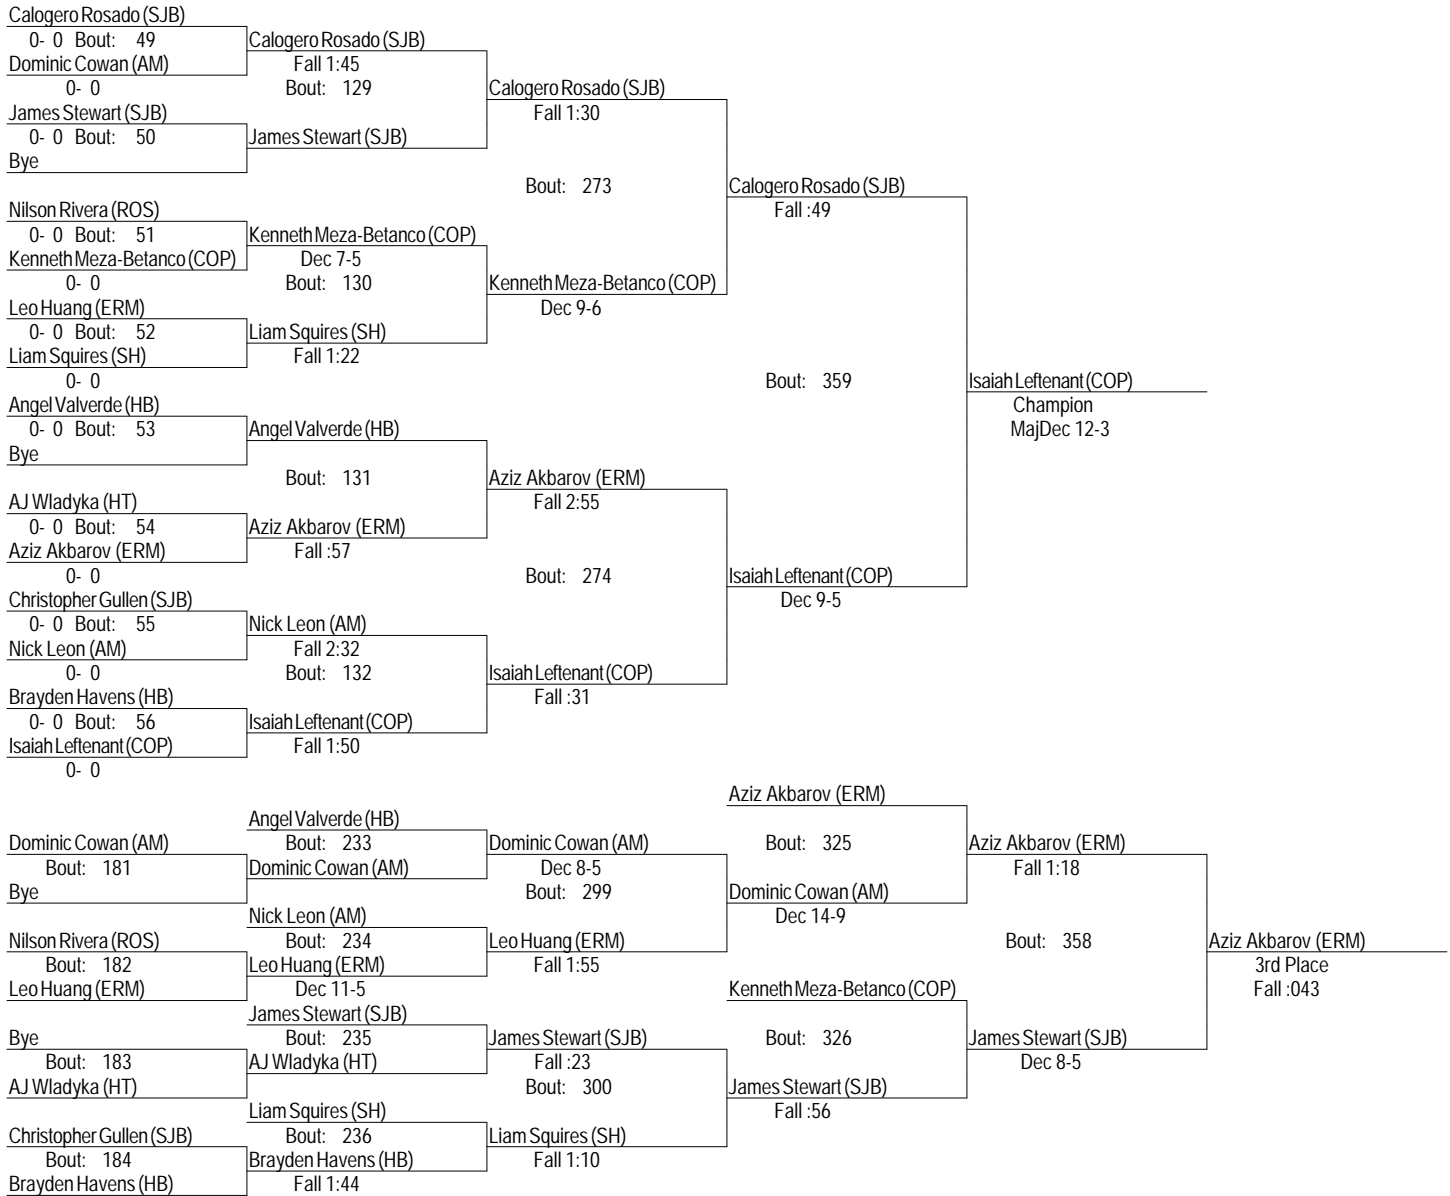 Calogero Rosado (SJB)
0- 0 Bout: 49
Dominic Cowan (AM)
0- 0
James Stewart (SJB)
0- 0 Bout: 50
Bye
Nilson Rivera (ROS)
0- 0 Bout: 51
Kenneth Meza-Betanco (COP)
0- 0
Leo Huang (ERM)
0- 0 Bout: 52
Liam Squires (SH)
0- 0
Angel Valverde (HB)
0- 0 Bout: 53
Bye
AJ Wladyka (HT)
0- 0 Bout: 54
Aziz Akbarov (ERM)
0- 0
Christopher Gullen (SJB)
0- 0 Bout: 55
Nick Leon (AM)
0- 0
Brayden Havens (HB)
0- 0 Bout: 56
Isaiah Leftenant (COP)
0- 0
Calogero Rosado (SJB)
Fall 1:45
Bout: 129
James Stewart (SJB)
Kenneth Meza-Betanco (COP)
Dec 7-5
Bout: 130
Liam Squires (SH)
Fall 1:22
Angel Valverde (HB)
Bout: 131
Aziz Akbarov (ERM)
Fall :57
Nick Leon (AM)
Fall 2:32
Bout: 132
Isaiah Leftenant (COP)
Fall 1:50
Calogero Rosado (SJB)
Fall 1:30
Bout: 273
Kenneth Meza-Betanco (COP)
Dec 9-6
Aziz Akbarov (ERM)
Fall 2:55
Bout: 274
Isaiah Leftenant (COP)
Fall :31
Calogero Rosado (SJB)
Fall :49
Bout: 359
Isaiah Leftenant (COP)
Dec 9-5
Isaiah Leftenant (COP)
Champion
MajDec 12-3
Dominic Cowan (AM)
Bout: 181
Bye
Nilson Rivera (ROS)
Bout: 182
Leo Huang (ERM)
Bye
Bout: 183
AJ Wladyka (HT)
Christopher Gullen (SJB)
Bout: 184
Brayden Havens (HB)
Angel Valverde (HB)
Bout: 233
Dominic Cowan (AM)
Nick Leon (AM)
Bout: 234
Leo Huang (ERM)
Dec 11-5
James Stewart (SJB)
Bout: 235
AJ Wladyka (HT)
Liam Squires (SH)
Bout: 236
Brayden Havens (HB)
Fall 1:44
Dominic Cowan (AM)
Dec 8-5
Bout: 299
Leo Huang (ERM)
Fall 1:55
James Stewart (SJB)
Fall :23
Bout: 300
Liam Squires (SH)
Fall 1:10
Aziz Akbarov (ERM)
Bout: 325
Dominic Cowan (AM)
Dec 14-9
Kenneth Meza-Betanco (COP)
Bout: 326
James Stewart (SJB)
Fall :56
Aziz Akbarov (ERM)
Fall 1:18
Bout: 358
James Stewart (SJB)
Dec 8-5
Aziz Akbarov (ERM)
3rd Place
Fall :043